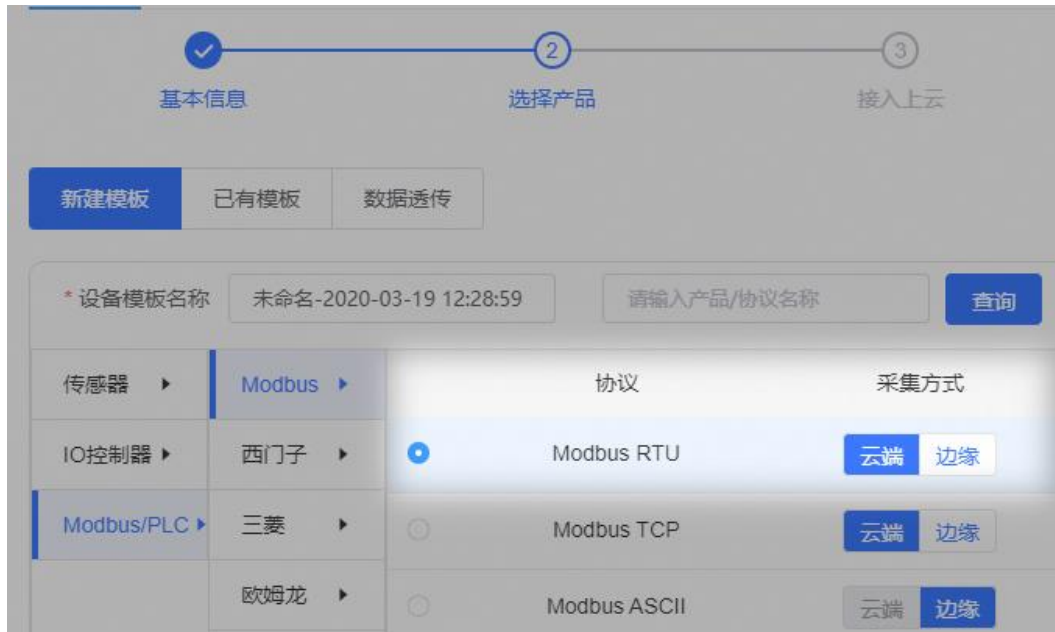 2 3
基本信息 选择产品 接入上云
新建模板 已有模板 数据透传
* 设备模板名称 未命名-2020-03-19 12:28:59 请输入产品/协议名称 查询
传感器 Modbus 协议 采集方式
IO控制器 西门子 Modbus RTU 云端 边缘
Modbus/PLC 三菱 Modbus TCP 云端 边缘
欧姆龙 Modbus ASCII 云端 边缘